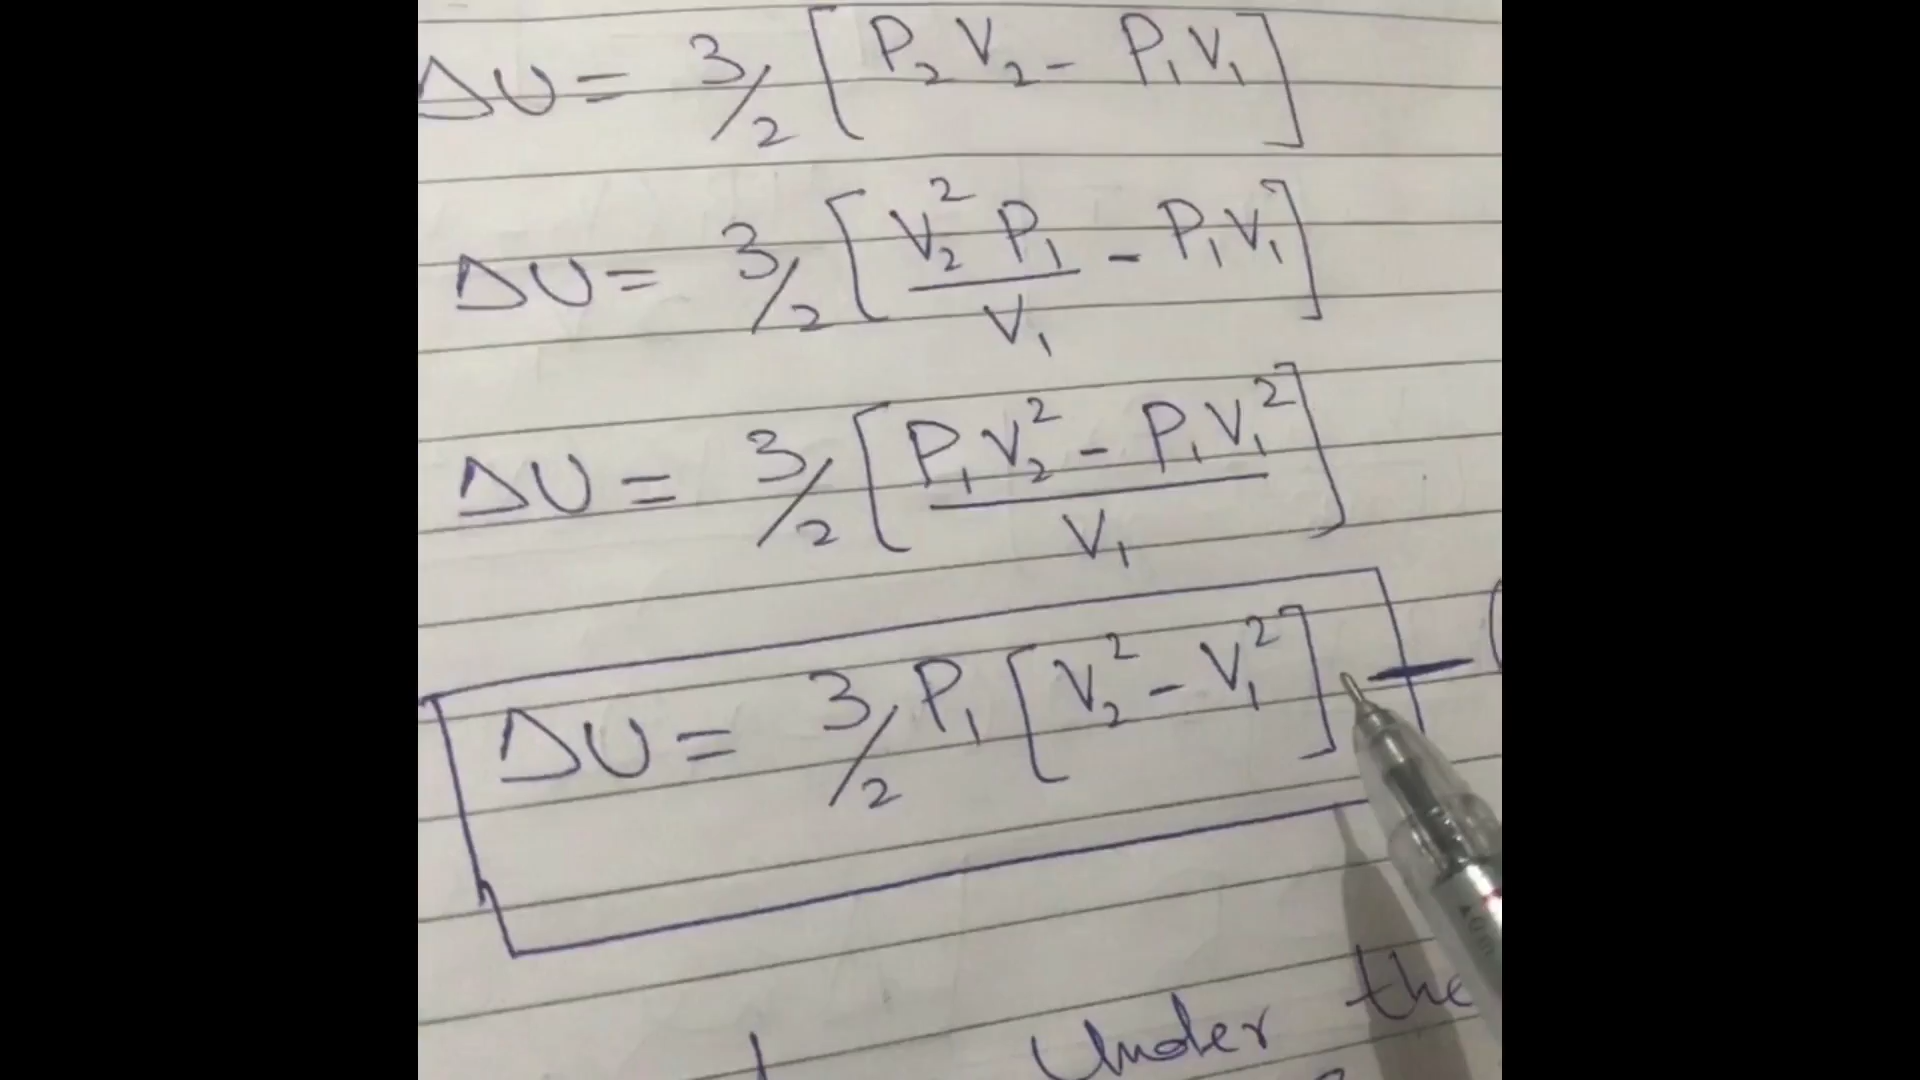 ΔU = 3/2 [P₂V₂ - P₁V₁]
ΔU = 3/2 [V₂²P₁/V₁ - P₁V₁]
ΔU = 3/2 [(P₁V₂² - P₁V₁²)/V₁]
ΔU = 3/2 P₁ [V₂² - V₁²] — (
Under the